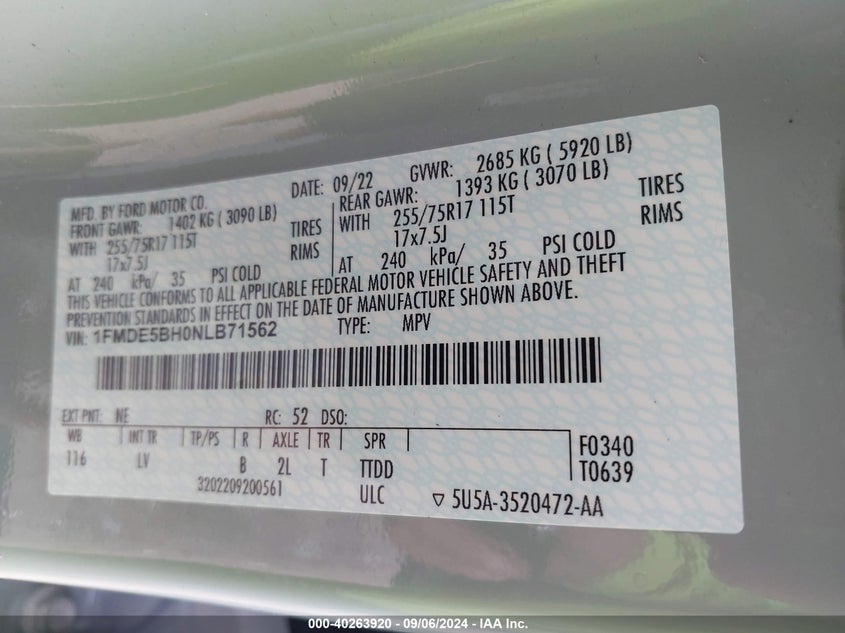 MFD. BY FORD MOTOR CO.
DATE: 09/22 GVWR: 2685 KG ( 5920 LB)
FRONT GAWR: 1402 KG ( 3090 LB)
WITH 255/75R17 115T TIRES
17x7.5J RIMS
AT 240 kPa/ 35 PSI COLD
REAR GAWR: 1393 KG ( 3070 LB)
WITH 255/75R17 115T TIRES
17x7.5J RIMS
AT 240 kPa/ 35 PSI COLD
THIS VEHICLE CONFORMS TO ALL APPLICABLE FEDERAL MOTOR VEHICLE SAFETY AND THEFT
PREVENTION STANDARDS IN EFFECT ON THE DATE OF MANUFACTURE SHOWN ABOVE.
VIN: 1FMDE5BH0NLB71562 TYPE: MPV
EXT PNT: NE RC: 52 DSO:
WB INT TR TP/PS R AXLE TR SPR
116 LV B 2L T TTDD
F0340
T0639
3202209200561 ULC
▽ 5U5A-3520472-AA
000-40263920 - 09/06/2024 - IAA Inc.